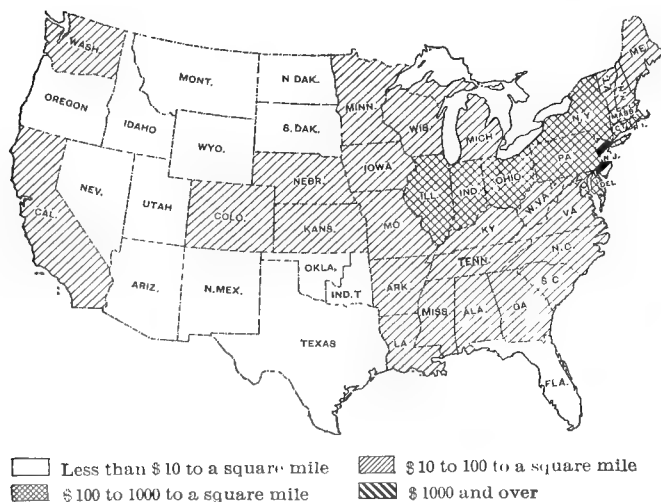 WASH.
MONT.
N DAK.
MINN.
ME.
VT.
OREGON
IDAHO
S.DAK.
WIS.
MICH
N.Y
MASS
WYO.
IOWA
PA
N.J.
NEV.
UTAH
NEBR.
ILL
IND.
OHIO
DEL
CAL.
COLO.
KANS.
MO
W.VA
VA
KY
ARIZ.
N.MEX.
OKLA.
IND.T
ARK
TENN.
N.C.
S.C
TEXAS
LA
MISS
ALA.
GA
FLA.
Less than $10 to a square mile
$10 to 100 to a square mile
$100 to 1000 to a square mile
$1000 and over